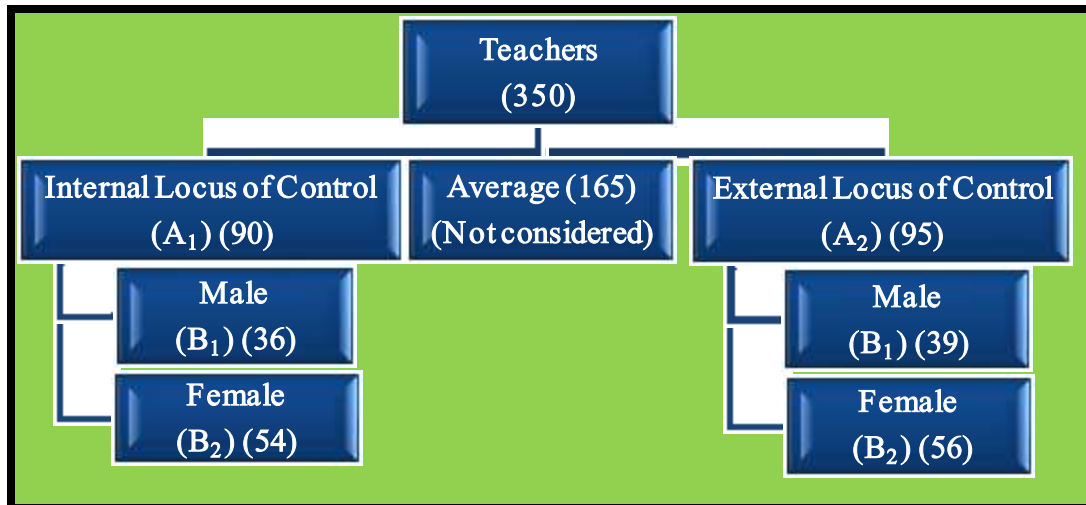 Teachers
(350)
Internal Locus of Control
(A₁) (90)
Average (165)
(Not considered)
External Locus of Control
(A₂) (95)
Male
(B₁) (36)
Female
(B₂) (54)
Male
(B₁) (39)
Female
(B₂) (56)